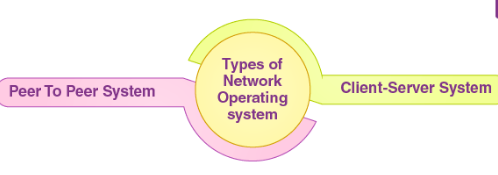 Types of
Network
Operating
system
Peer To Peer System
Client-Server System